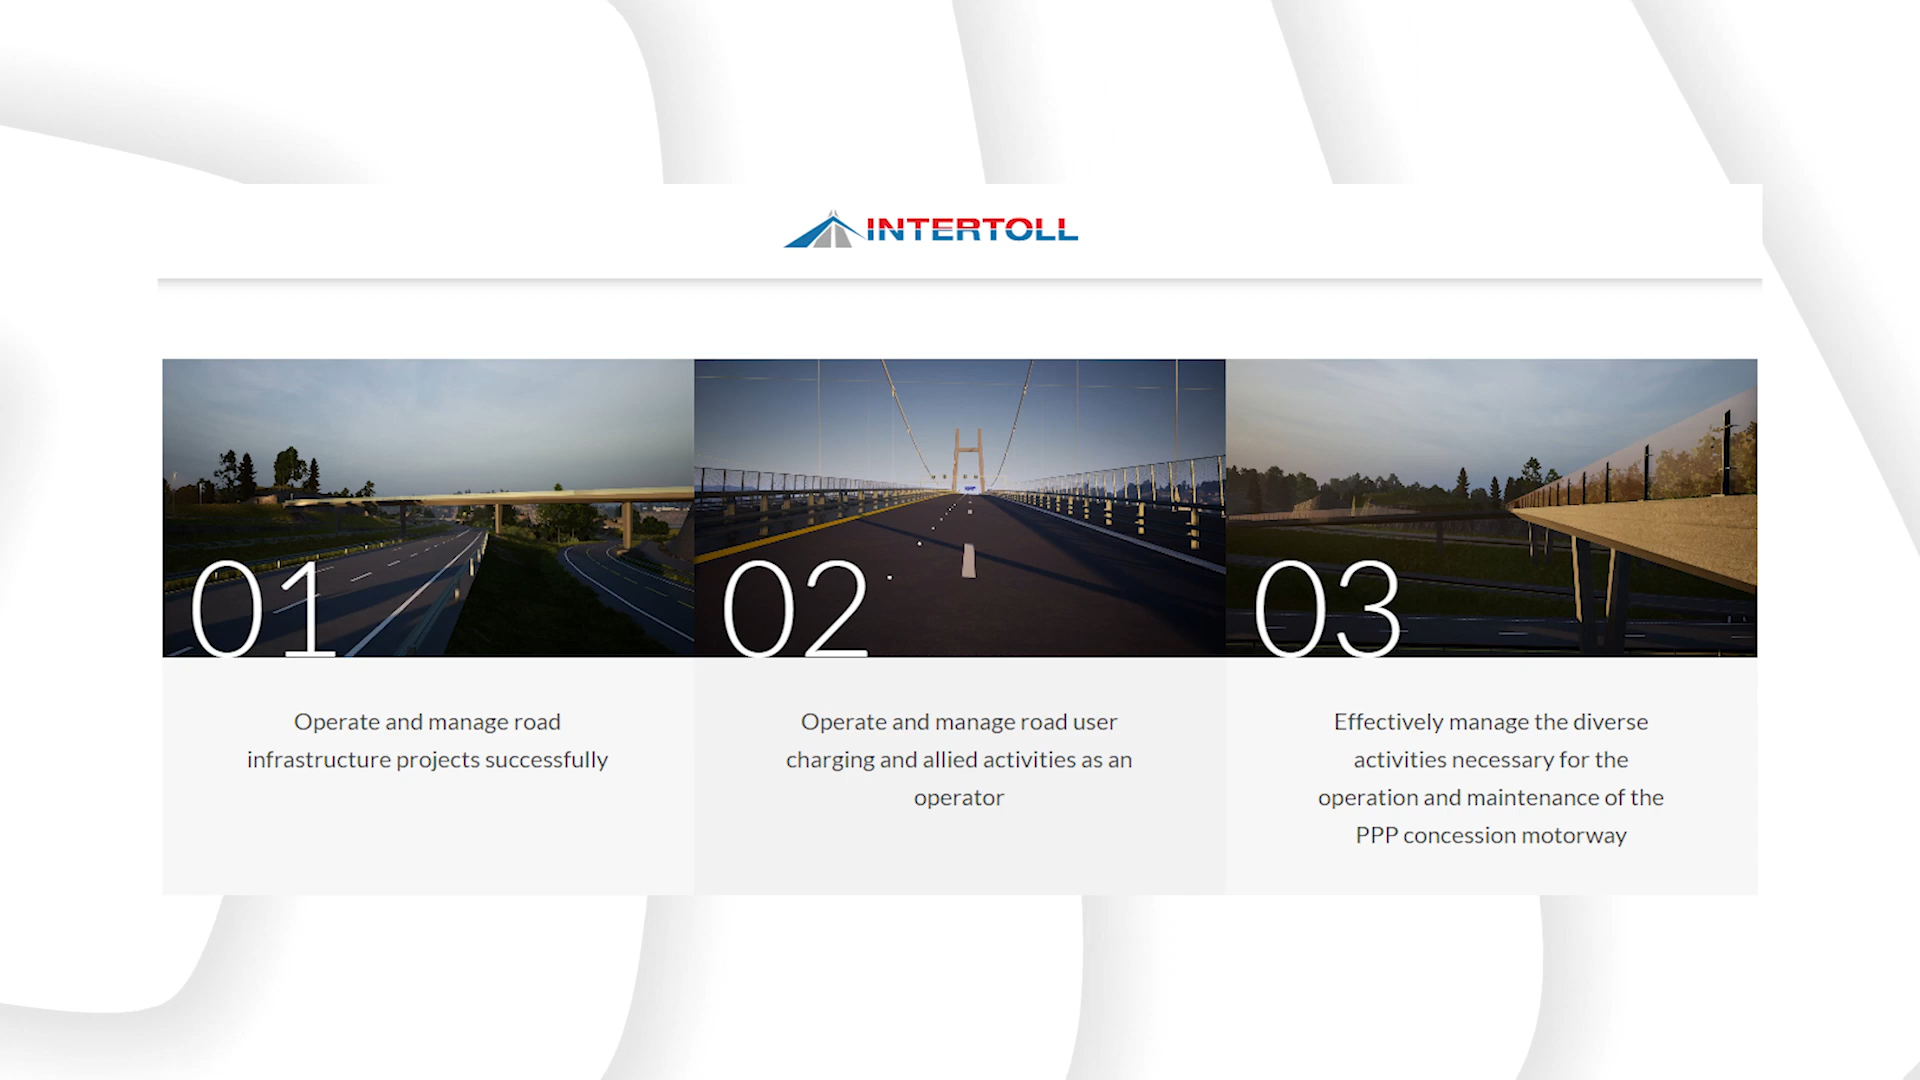 INTERTOLL
01
02
03
Operate and manage road
infrastructure projects successfully
Operate and manage road user
charging and allied activities as an
operator
Effectively manage the diverse
activities necessary for the
operation and maintenance of the
PPP concession motorway